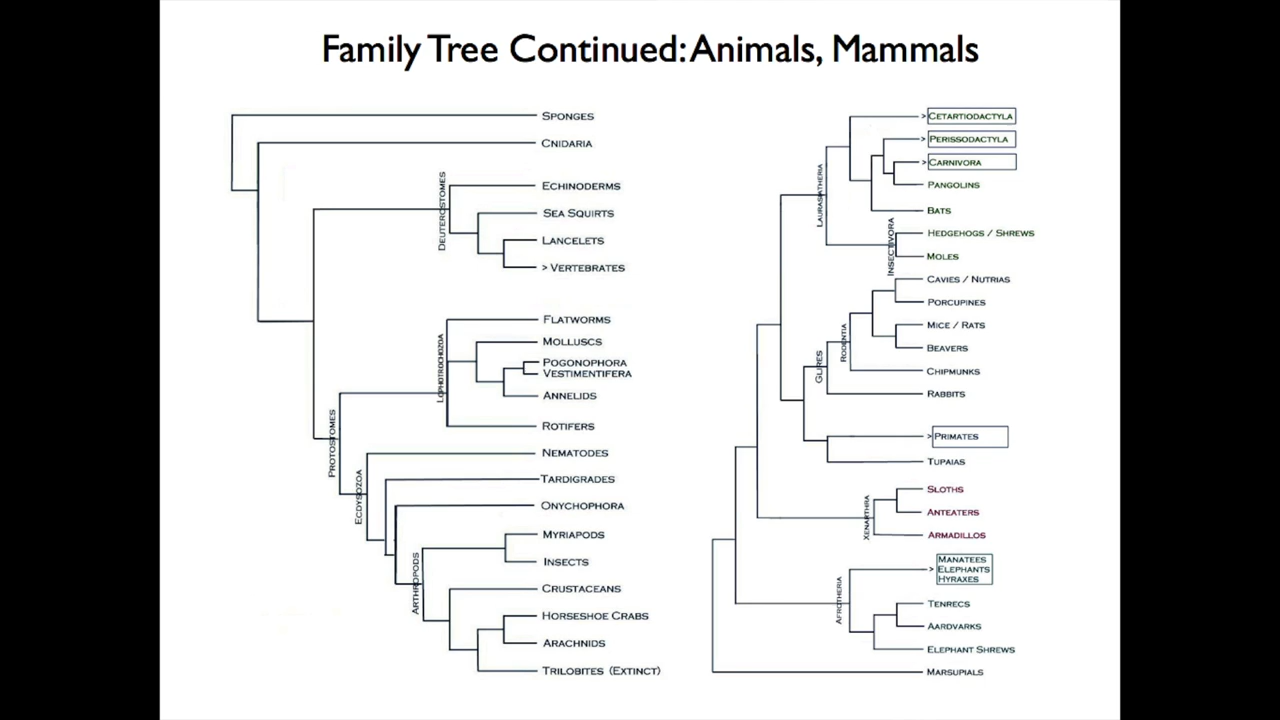 Family Tree Continued: Animals, Mammals
SPONGES
CNIDARIA
DEUTEROSTOMES
ECHINODERMS
SEA SQUIRTS
LANCELETS
> VERTEBRATES
PROTOSTOMES
LOPHOTROCHOZOA
FLATWORMS
MOLLUSCS
POGONOPHORA
VESTIMENTIFERA
ANNELIDS
ROTIFERS
ECDYSOZOA
NEMATODES
TARDIGRADES
ONYCHOPHORA
ARTHROPODS
MYRIAPODS
INSECTS
CRUSTACEANS
HORSESHOE CRABS
ARACHNIDS
TRILOBITES (EXTINCT)
LAURASIATHERIA
> CETARTIODACTYLA
> PERISSODACTYLA
> CARNIVORA
PANGOLINS
BATS
INSECTIVORA
HEDGEHOGS / SHREWS
MOLES
GLIRES
RODENTIA
CAVIES / NUTRIAS
PORCUPINES
MICE / RATS
BEAVERS
CHIPMUNKS
RABBITS
> PRIMATES
TUPAIAS
XENARTHRA
SLOTHS
ANTEATERS
ARMADILLOS
AFROTHERIA
> MANATEES
ELEPHANTS
HYRAXES
TENRECS
AARDVARKS
ELEPHANT SHREWS
MARSUPIALS